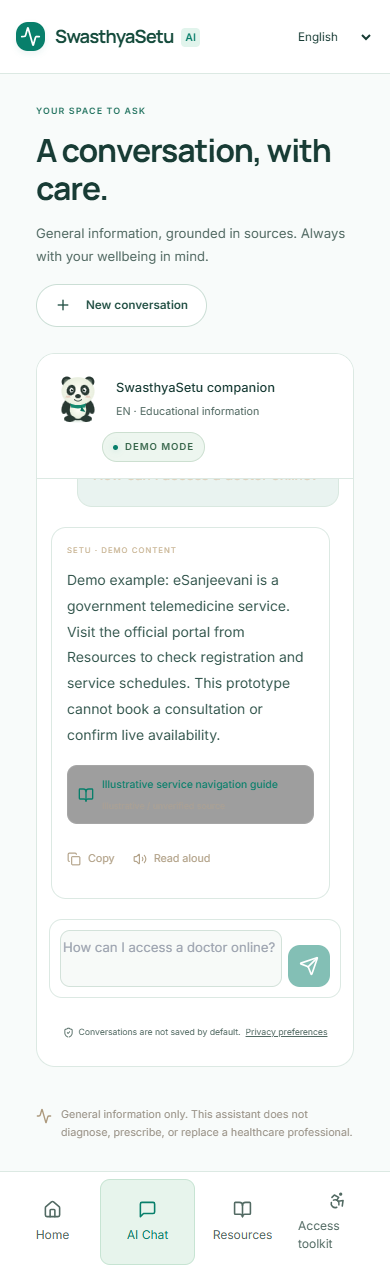 SwasthyaSetu AI
English
YOUR SPACE TO ASK
A conversation, with
care.
General information, grounded in sources. Always
with your wellbeing in mind.
New conversation
SwasthyaSetu companion
EN · Educational information
DEMO MODE
SETU · DEMO CONTENT
Demo example: eSanjeevani is a
government telemedicine service.
Visit the official portal from
Resources to check registration and
service schedules. This prototype
cannot book a consultation or
confirm live availability.
Illustrative service navigation guide
Copy
Read aloud
How can I access a doctor online?
Conversations are not saved by default. Privacy preferences
General information only. This assistant does not
diagnose, prescribe, or replace a healthcare professional.
Home
AI Chat
Resources
Access
toolkit